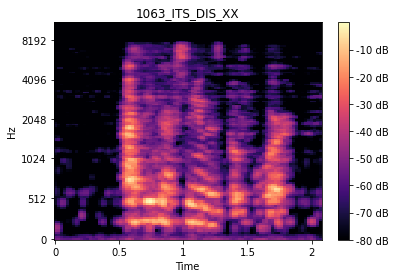 1063_ITS_DIS_XX
8192
4096
2048
1024
512
0
Hz
0
0.5
1
1.5
2
Time
-10 dB
-20 dB
-30 dB
-40 dB
-50 dB
-60 dB
-70 dB
-80 dB